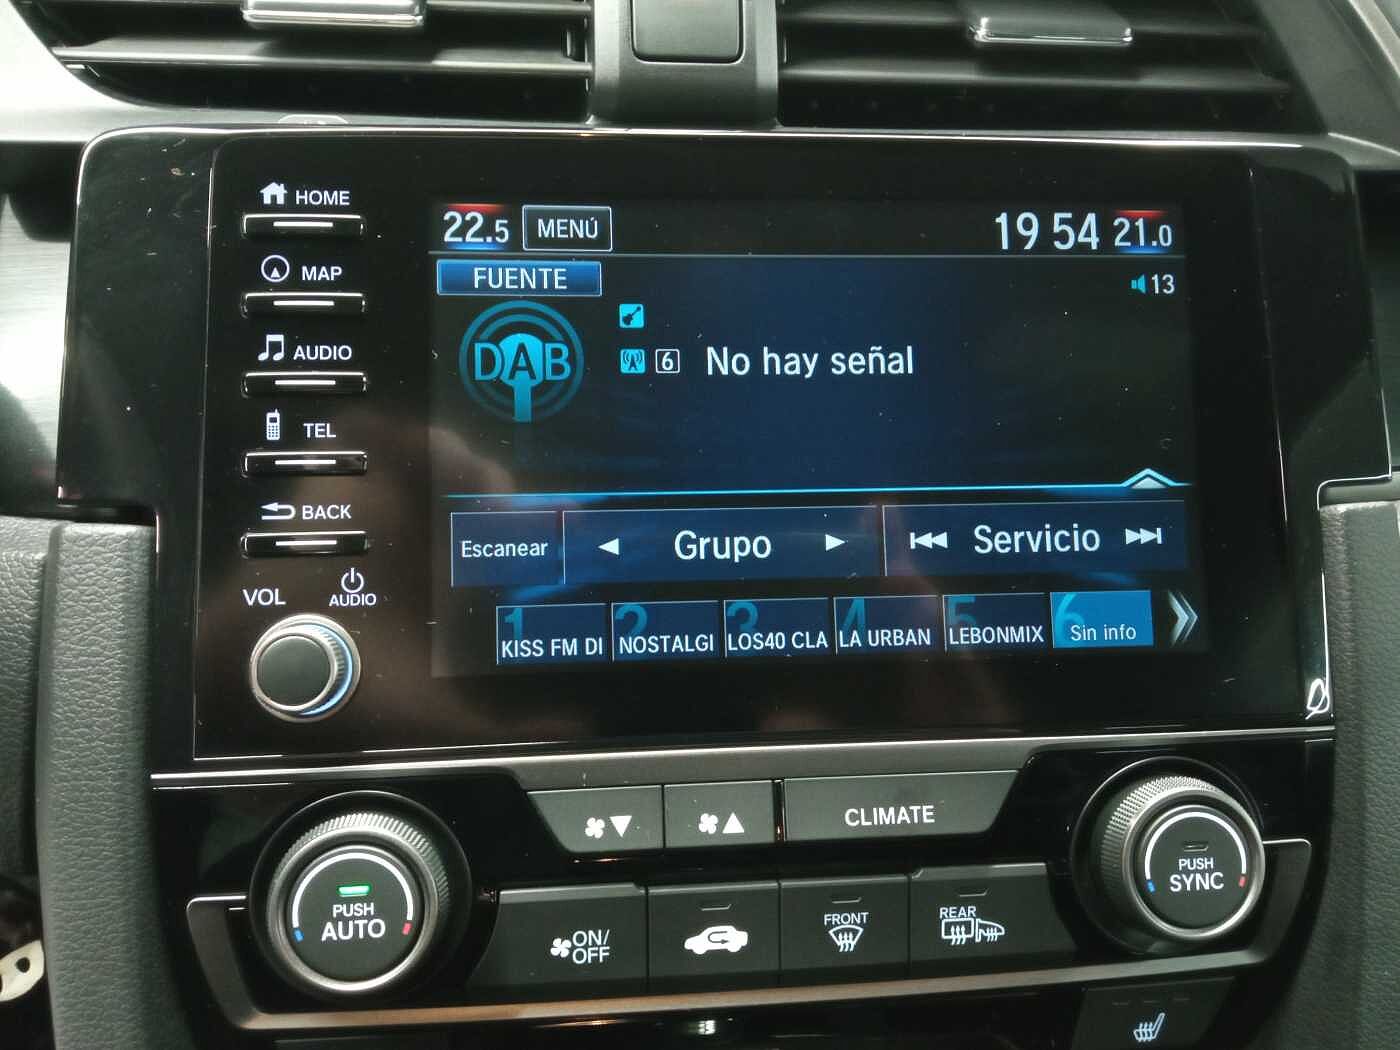 HOME
MAP
AUDIO
TEL
BACK
VOL
AUDIO
22.5 MENÚ 19 54 21.0
FUENTE 13
DAB
6 No hay señal
Escanear Grupo Servicio
1 KISS FM DI
2 NOSTALGI
3 LOS40 CLA
4 LA URBAN
5 LEBONMIX
6 Sin info
CLIMATE
PUSH
AUTO
ON/
OFF
FRONT
REAR
PUSH
SYNC